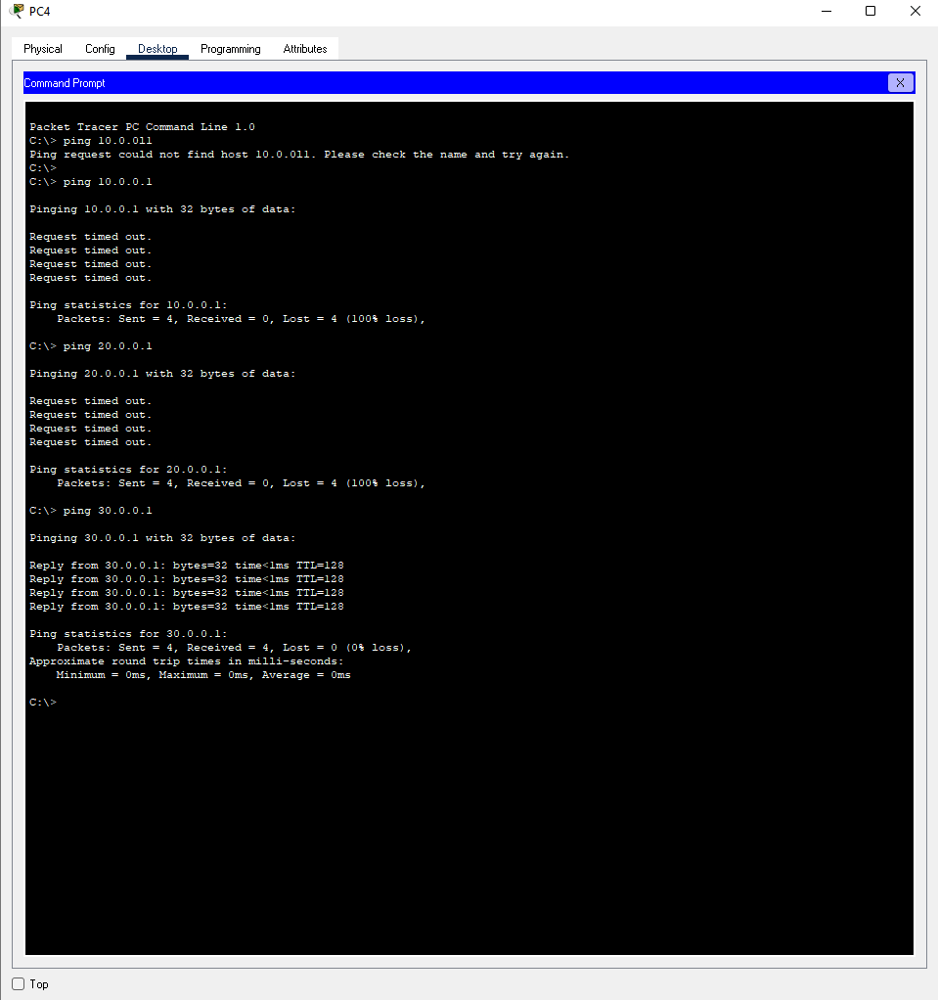 PC4
Physical Config Desktop Programming Attributes
Command Prompt X
Packet Tracer PC Command Line 1.0
C:\> ping 10.0.011
Ping request could not find host 10.0.011. Please check the name and try again.
C:\>
C:\> ping 10.0.0.1
Pinging 10.0.0.1 with 32 bytes of data:
Request timed out.
Request timed out.
Request timed out.
Request timed out.
Ping statistics for 10.0.0.1:
Packets: Sent = 4, Received = 0, Lost = 4 (100% loss),
C:\> ping 20.0.0.1
Pinging 20.0.0.1 with 32 bytes of data:
Request timed out.
Request timed out.
Request timed out.
Request timed out.
Ping statistics for 20.0.0.1:
Packets: Sent = 4, Received = 0, Lost = 4 (100% loss),
C:\> ping 30.0.0.1
Pinging 30.0.0.1 with 32 bytes of data:
Reply from 30.0.0.1: bytes=32 time<1ms TTL=128
Reply from 30.0.0.1: bytes=32 time<1ms TTL=128
Reply from 30.0.0.1: bytes=32 time<1ms TTL=128
Reply from 30.0.0.1: bytes=32 time<1ms TTL=128
Ping statistics for 30.0.0.1:
Packets: Sent = 4, Received = 4, Lost = 0 (0% loss),
Approximate round trip times in milli-seconds:
Minimum = 0ms, Maximum = 0ms, Average = 0ms
C:\>
Top